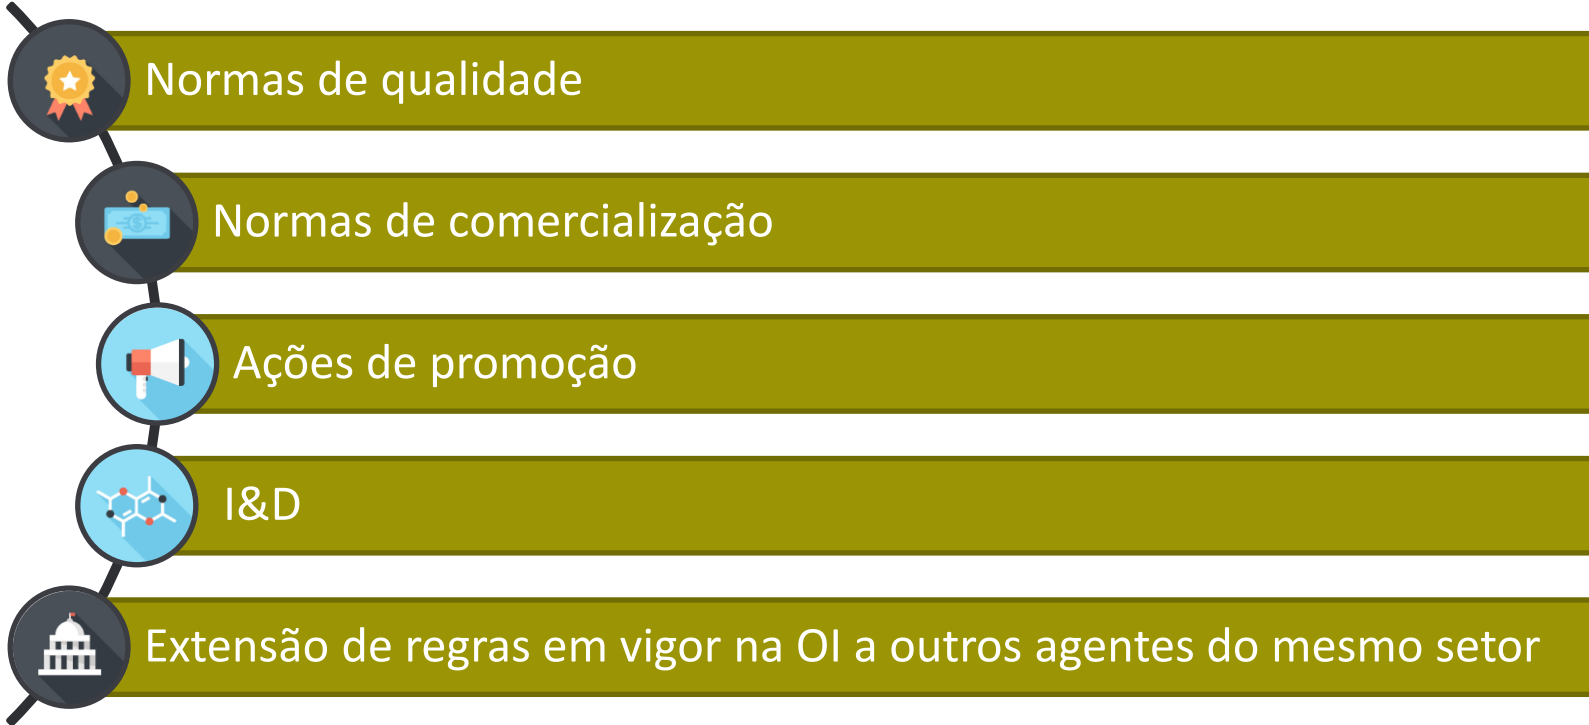 Normas de qualidade
Normas de comercialização
Ações de promoção
I&D
Extensão de regras em vigor na OI a outros agentes do mesmo setor